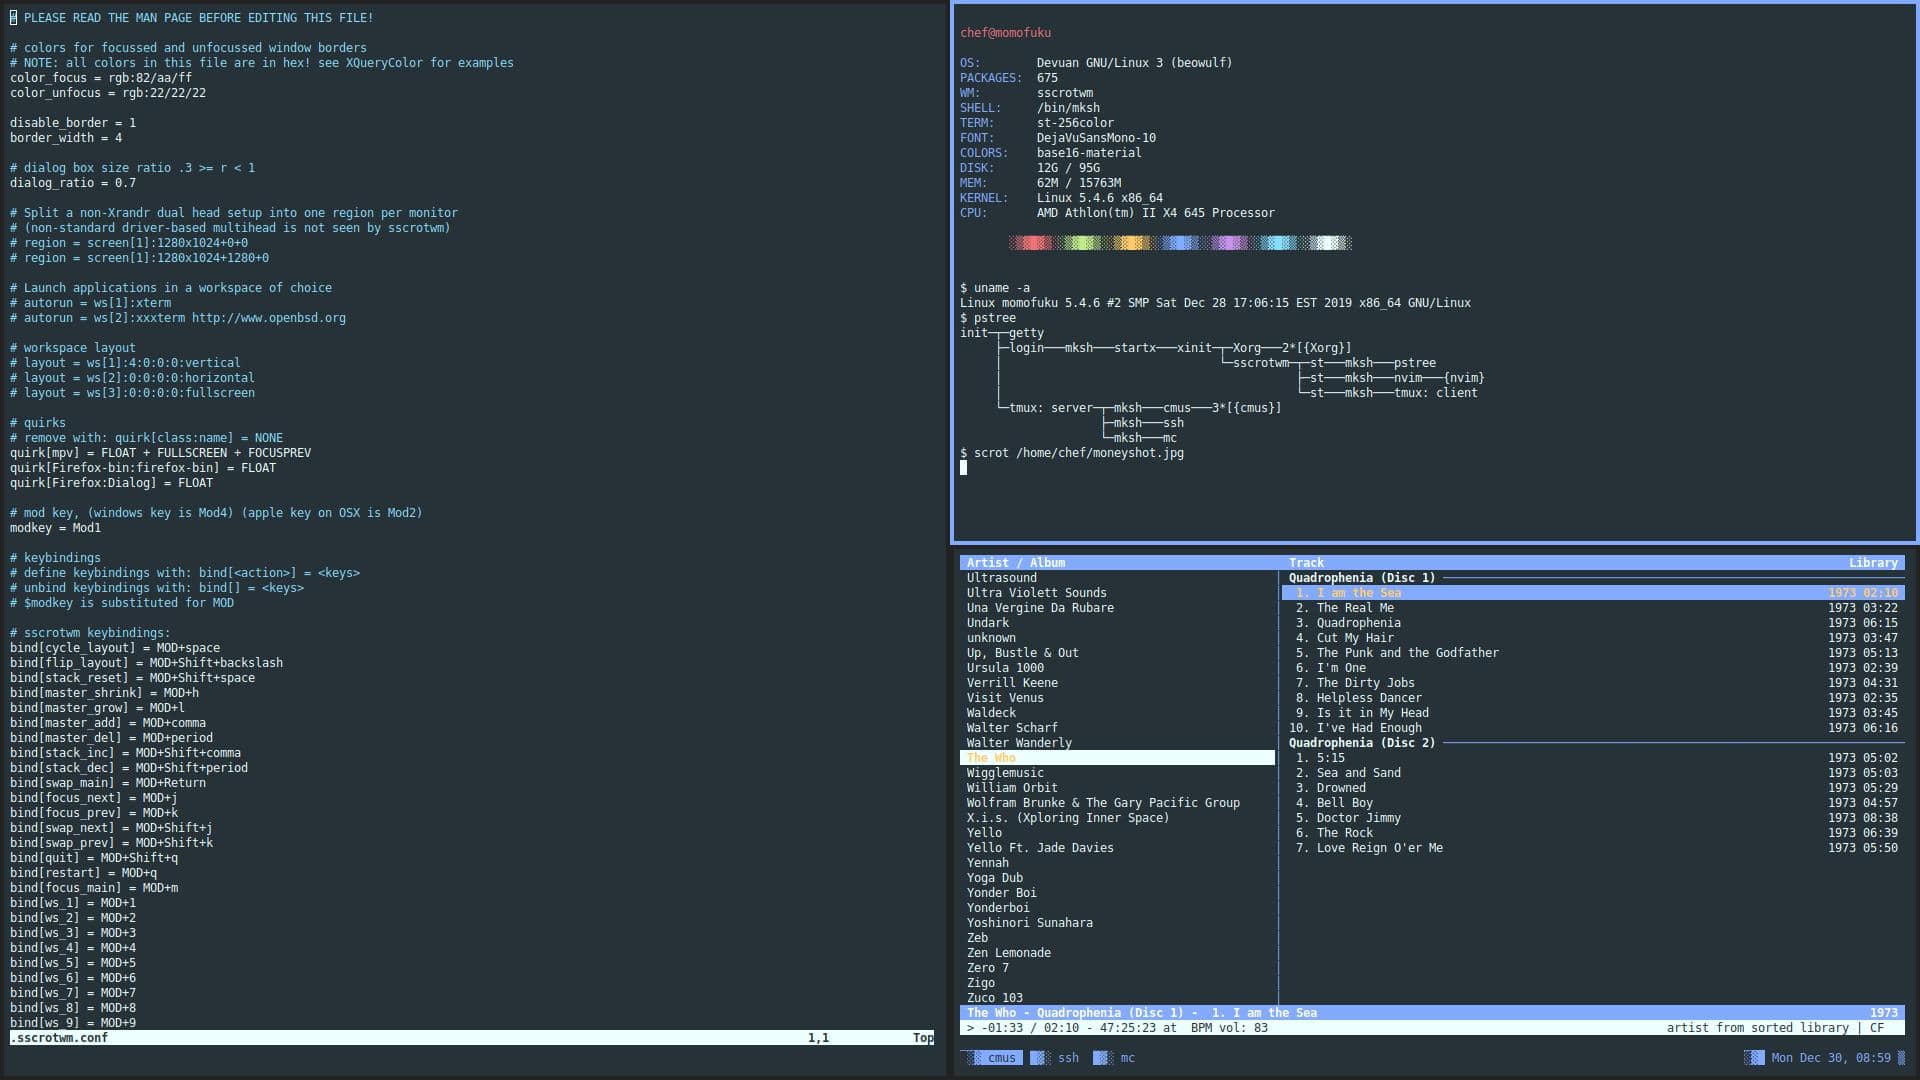 # PLEASE READ THE MAN PAGE BEFORE EDITING THIS FILE!
# colors for focussed and unfocussed window borders
# NOTE: all colors in this file are in hex! see XQueryColor for examples
color_focus = rgb:82/aa/ff
color_unfocus = rgb:22/22/22
disable_border = 1
border_width = 4
# dialog box size ratio .3 >= r < 1
dialog_ratio = 0.7
# Split a non-Xrandr dual head setup into one region per monitor
# (non-standard driver-based multihead is not seen by sscrotwm)
# region = screen[1]:1280x1024+0+0
# region = screen[1]:1280x1024+1280+0
# Launch applications in a workspace of choice
# autorun = ws[1]:xterm
# autorun = ws[2]:xxxterm http://www.openbsd.org
# workspace layout
# layout = ws[1]:4:0:0:0:vertical
# layout = ws[2]:0:0:0:0:horizontal
# layout = ws[3]:0:0:0:0:fullscreen
# quirks
# remove with: quirk[class:name] = NONE
quirk[mpv] = FLOAT + FULLSCREEN + FOCUSPREV
quirk[Firefox-bin:firefox-bin] = FLOAT
quirk[Firefox:Dialog] = FLOAT
# mod key, (windows key is Mod4) (apple key on OSX is Mod2)
modkey = Mod1
# keybindings
# define keybindings with: bind[<action>] = <keys>
# unbind keybindings with: bind[] = <keys>
# $modkey is substituted for MOD
# sscrotwm keybindings:
bind[cycle_layout] = MOD+space
bind[flip_layout] = MOD+Shift+backslash
bind[stack_reset] = MOD+Shift+space
bind[master_shrink] = MOD+h
bind[master_grow] = MOD+l
bind[master_add] = MOD+comma
bind[master_del] = MOD+period
bind[stack_inc] = MOD+Shift+comma
bind[stack_dec] = MOD+Shift+period
bind[swap_main] = MOD+Return
bind[focus_next] = MOD+j
bind[focus_prev] = MOD+k
bind[swap_next] = MOD+Shift+j
bind[swap_prev] = MOD+Shift+k
bind[quit] = MOD+Shift+q
bind[restart] = MOD+q
bind[focus_main] = MOD+m
bind[ws_1] = MOD+1
bind[ws_2] = MOD+2
bind[ws_3] = MOD+3
bind[ws_4] = MOD+4
bind[ws_5] = MOD+5
bind[ws_6] = MOD+6
bind[ws_7] = MOD+7
bind[ws_8] = MOD+8
bind[ws_9] = MOD+9
.sscrotwm.conf 1,1 Top
chef@momofuku
OS: Devuan GNU/Linux 3 (beowulf)
PACKAGES: 675
WM: sscrotwm
SHELL: /bin/mksh
TERM: st-256color
FONT: DejaVuSansMono-10
COLORS: base16-material
DISK: 12G / 95G
MEM: 62M / 15763M
KERNEL: Linux 5.4.6 x86_64
CPU: AMD Athlon(tm) II X4 645 Processor
$ uname -a
Linux momofuku 5.4.6 #2 SMP Sat Dec 28 17:06:15 EST 2019 x86_64 GNU/Linux
$ pstree
init─┬─getty
     ├─login───mksh───startx───xinit─┬─Xorg───2*[{Xorg}]
     │                               └─sscrotwm─┬─st───mksh───pstree
     │                                          ├─st───mksh───nvim───{nvim}
     │                                          └─st───mksh───tmux: client
     └─tmux: server─┬─mksh───cmus───3*[{cmus}]
                    ├─mksh───ssh
                    └─mksh───mc
$ scrot /home/chef/moneyshot.jpg
Artist / Album
Ultrasound
Ultra Violett Sounds
Una Vergine Da Rubare
Undark
unknown
Up, Bustle & Out
Ursula 1000
Verrill Keene
Visit Venus
Waldeck
Walter Scharf
Walter Wanderly
The Who
Wigglemusic
William Orbit
Wolfram Brunke & The Gary Pacific Group
X.i.s. (Xploring Inner Space)
Yello
Yello Ft. Jade Davies
Yennah
Yoga Dub
Yonder Boi
Yonderboi
Yoshinori Sunahara
Zeb
Zen Lemonade
Zero 7
Zigo
Zuco 103
Track Library
Quadrophenia (Disc 1)
1. I am the Sea 1973 02:10
2. The Real Me 1973 03:22
3. Quadrophenia 1973 06:15
4. Cut My Hair 1973 03:47
5. The Punk and the Godfather 1973 05:13
6. I'm One 1973 02:39
7. The Dirty Jobs 1973 04:31
8. Helpless Dancer 1973 02:35
9. Is it in My Head 1973 03:45
10. I've Had Enough 1973 06:16
Quadrophenia (Disc 2)
1. 5:15 1973 05:02
2. Sea and Sand 1973 05:03
3. Drowned 1973 05:29
4. Bell Boy 1973 04:57
5. Doctor Jimmy 1973 08:38
6. The Rock 1973 06:39
7. Love Reign O'er Me 1973 05:50
The Who - Quadrophenia (Disc 1) -  1. I am the Sea 1973
> -01:33 / 02:10 - 47:25:23 at  BPM vol: 83 artist from sorted library | CF
cmus ssh mc Mon Dec 30, 08:59